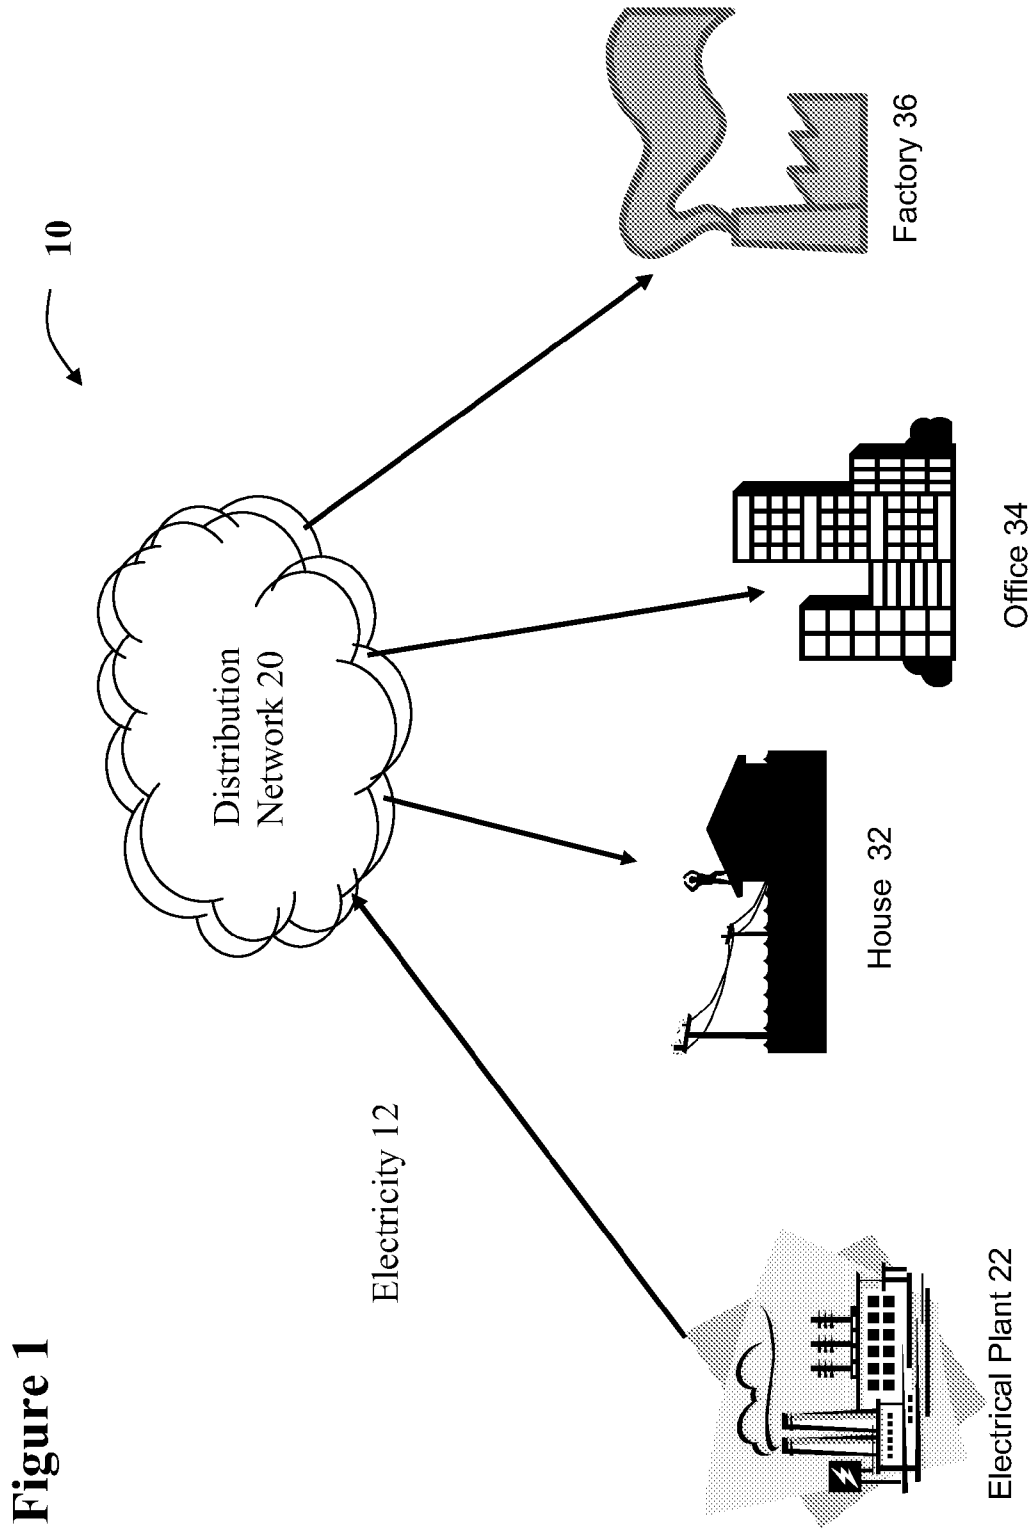 Figure 1
10
Distribution
Network 20
Electricity 12
Electrical Plant 22
House 32
Office 34
Factory 36